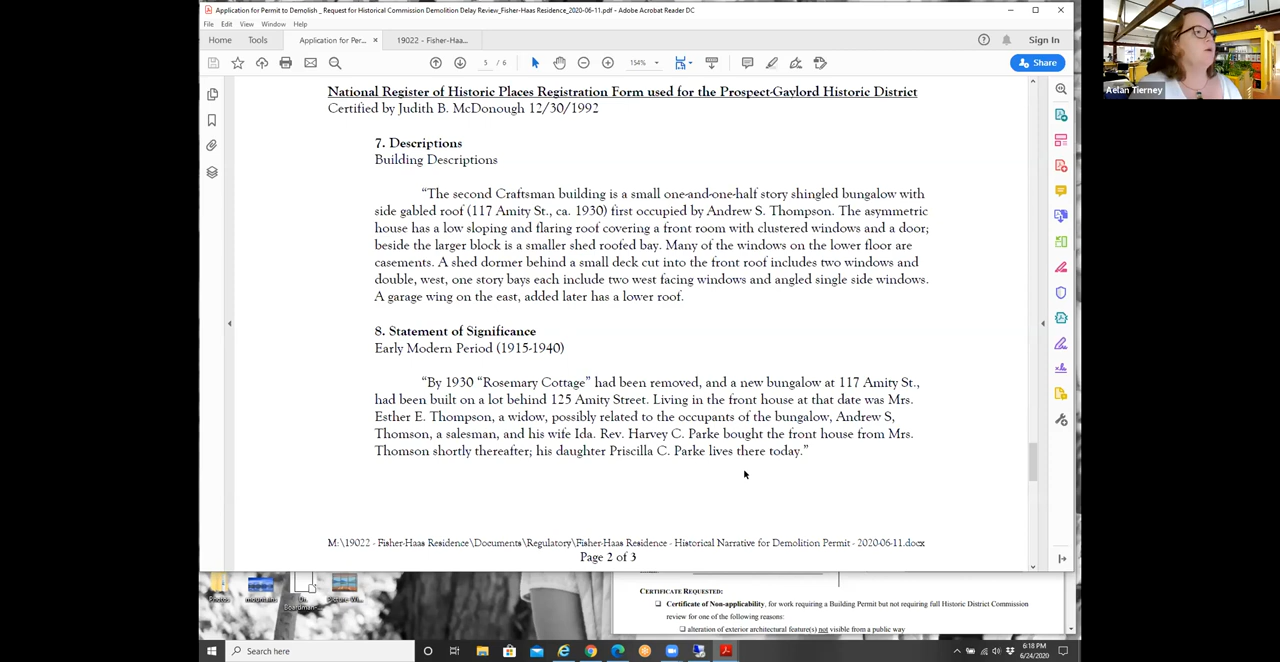 Application for Permit to Demolish _ Request for Historical Commission Demolition Delay Review_Fisher-Haas Residence_2020-06-11.pdf - Adobe Acrobat Reader DC
File Edit View Window Help
Home Tools Application for Per... × 19022 - Fisher-Haa... Sign In
5 / 6 154% Share
Aelan Tierney
National Register of Historic Places Registration Form used for the Prospect-Gaylord Historic District
Certified by Judith B. McDonough 12/30/1992
7. Descriptions
Building Descriptions
“The second Craftsman building is a small one-and-one-half story shingled bungalow with
side gabled roof (117 Amity St., ca. 1930) first occupied by Andrew S. Thompson. The asymmetric
house has a low sloping and flaring roof covering a front room with clustered windows and a door;
beside the larger block is a smaller shed roofed bay. Many of the windows on the lower floor are
casements. A shed dormer behind a small deck cut into the front roof includes two windows and
double, west, one story bays each include two west facing windows and angled single side windows.
A garage wing on the east, added later has a lower roof.
8. Statement of Significance
Early Modern Period (1915-1940)
“By 1930 “Rosemary Cottage” had been removed, and a new bungalow at 117 Amity St.,
had been built on a lot behind 125 Amity Street. Living in the front house at that date was Mrs.
Esther E. Thompson, a widow, possibly related to the occupants of the bungalow, Andrew S,
Thomson, a salesman, and his wife Ida. Rev. Harvey C. Parke bought the front house from Mrs.
Thomson shortly thereafter; his daughter Priscilla C. Parke lives there today.”
M:\19022 - Fisher-Haas Residence\Documents\Regulatory\Fisher-Haas Residence - Historical Narrative for Demolition Permit - 2020-06-11.docx
Page 2 of 3
Photos mountains Boardman-...
CERTIFICATE REQUESTED:
Certificate of Non-applicability, for work requiring a Building Permit but not requiring full Historic District Commission
review for one of the following reasons:
alteration of exterior architectural feature(s) not visible from a public way
Search here
6:18 PM
6/24/2020